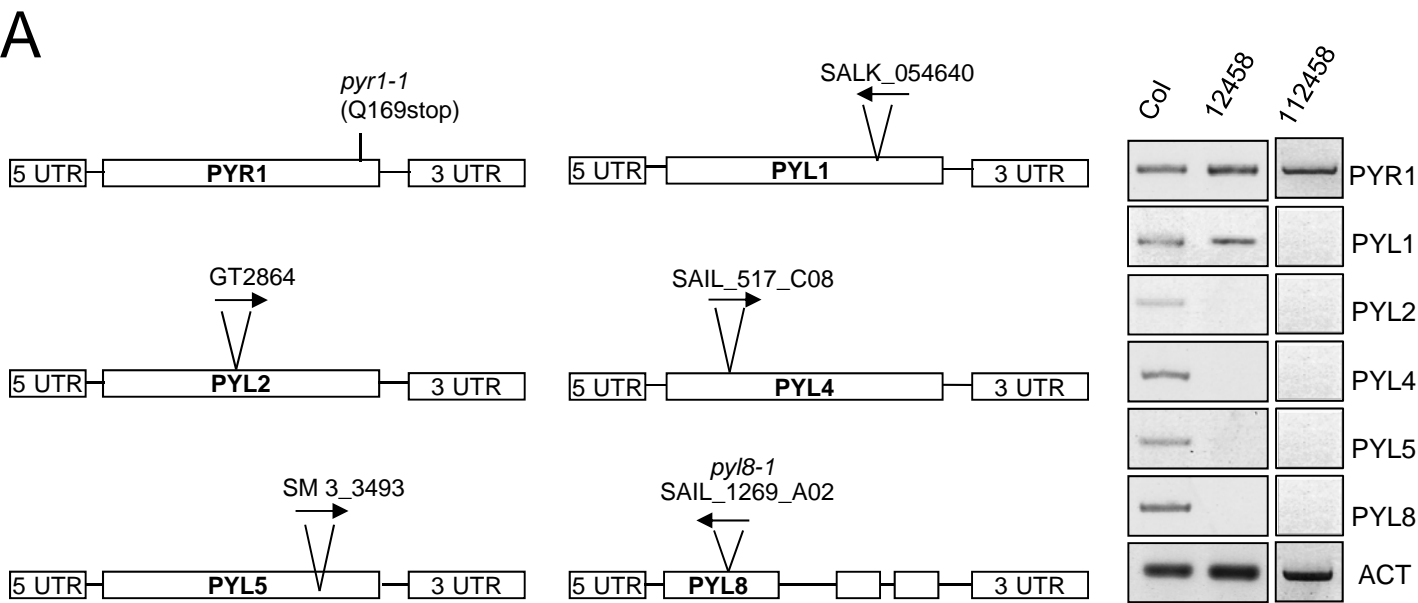 A
pyr1-1
(Q169stop)
5 UTR PYR1 3 UTR
SALK_054640
5 UTR PYL1 3 UTR
GT2864
5 UTR PYL2 3 UTR
SAIL_517_C08
5 UTR PYL4 3 UTR
SM 3_3493
5 UTR PYL5 3 UTR
pyl8-1
SAIL_1269_A02
5 UTR PYL8 3 UTR
Col 12458 112458
PYR1
PYL1
PYL2
PYL4
PYL5
PYL8
ACT